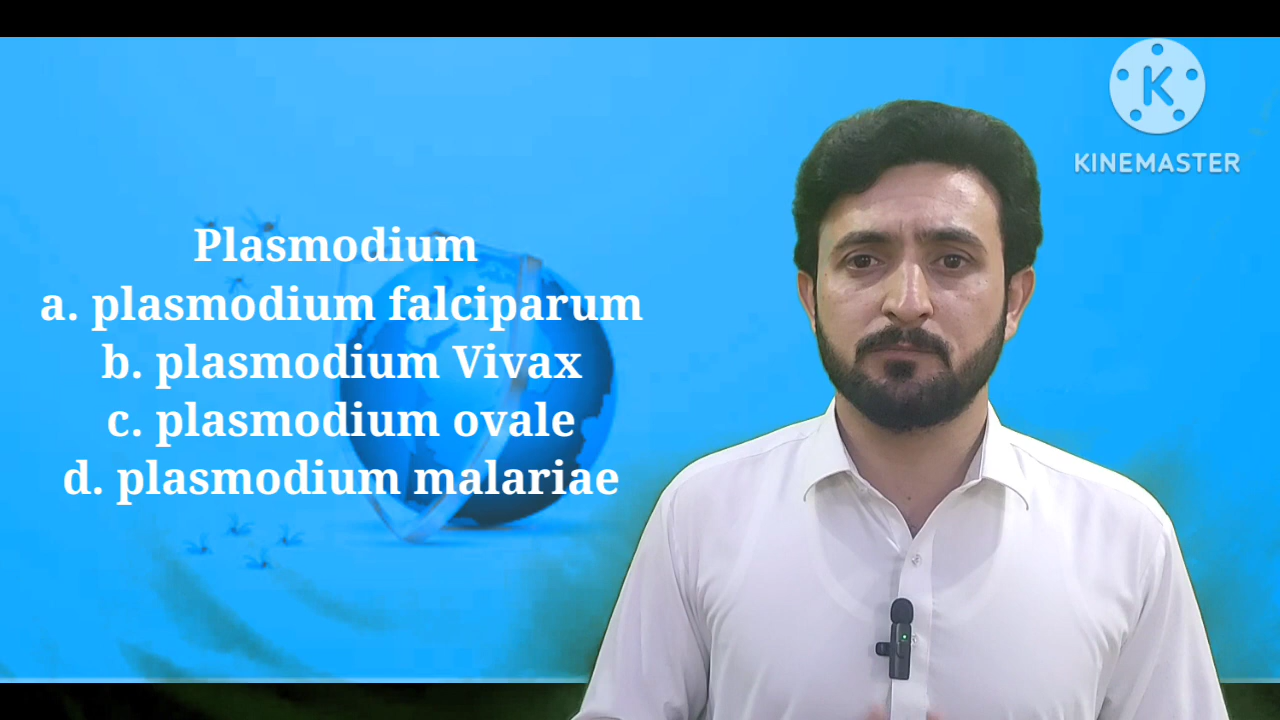 Plasmodium
a. plasmodium falciparum
b. plasmodium Vivax
c. plasmodium ovale
d. plasmodium malariae
K
KINEMASTER